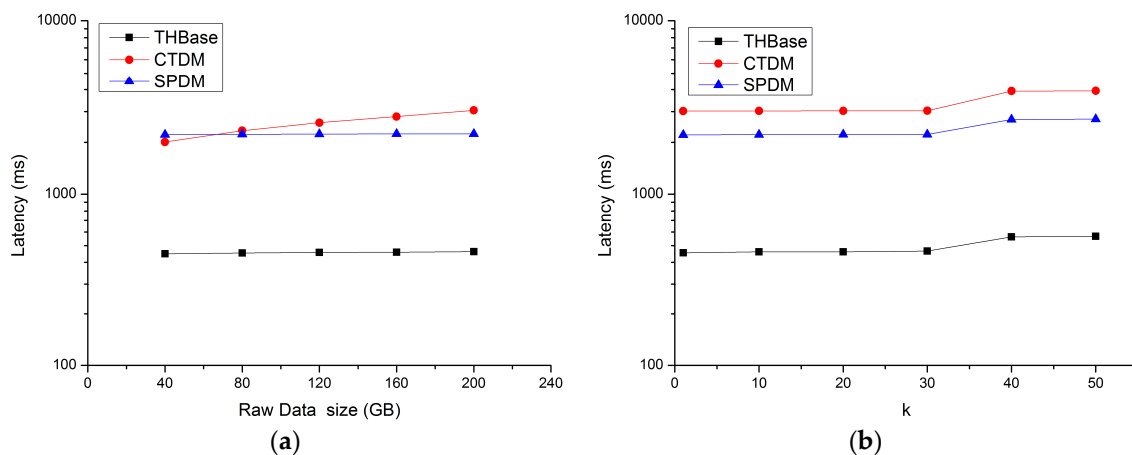 10000
THBase
CTDM
SPDM
1000
100
Latency (ms)
0 40 80 120 160 200 240
Raw Data size (GB)
(a)
10000
THBase
CTDM
SPDM
1000
100
Latency (ms)
0 10 20 30 40 50
k
(b)